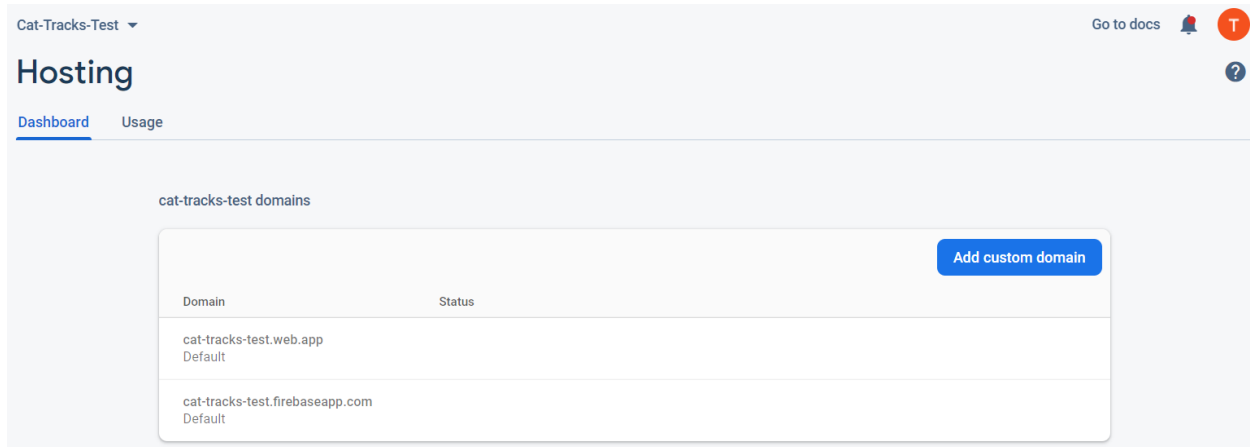 Cat-Tracks-Test
Go to docs
T
Hosting
?
Dashboard Usage
cat-tracks-test domains
Add custom domain
Domain Status
cat-tracks-test.web.app
Default
cat-tracks-test.firebaseapp.com
Default